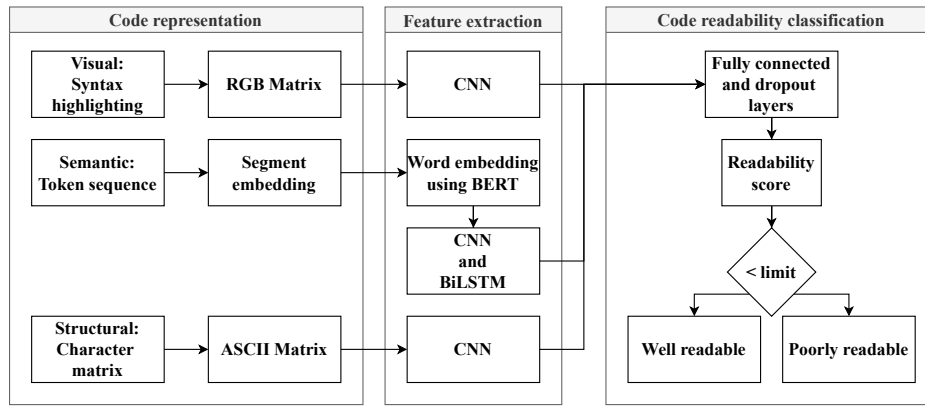 Code representation
Feature extraction
Code readability classification
Visual:
Syntax
highlighting
RGB Matrix
CNN
Fully connected
and dropout
layers
Semantic:
Token sequence
Segment
embedding
Word embedding
using BERT
Readability
score
CNN
and
BiLSTM
< limit
Structural:
Character
matrix
ASCII Matrix
CNN
Well readable
Poorly readable